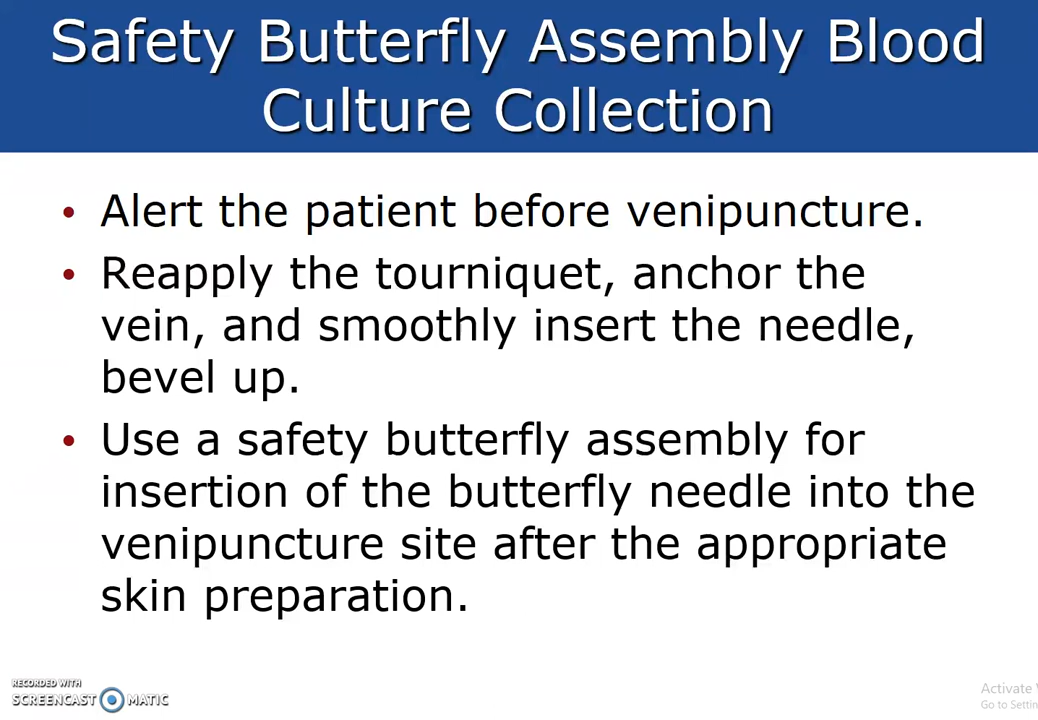 Safety Butterfly Assembly Blood
Culture Collection
• Alert the patient before venipuncture.
• Reapply the tourniquet, anchor the
vein, and smoothly insert the needle,
bevel up.
• Use a safety butterfly assembly for
insertion of the butterfly needle into the
venipuncture site after the appropriate
skin preparation.
RECORDED WITH
SCREENCAST MATIC
Activate
Go to